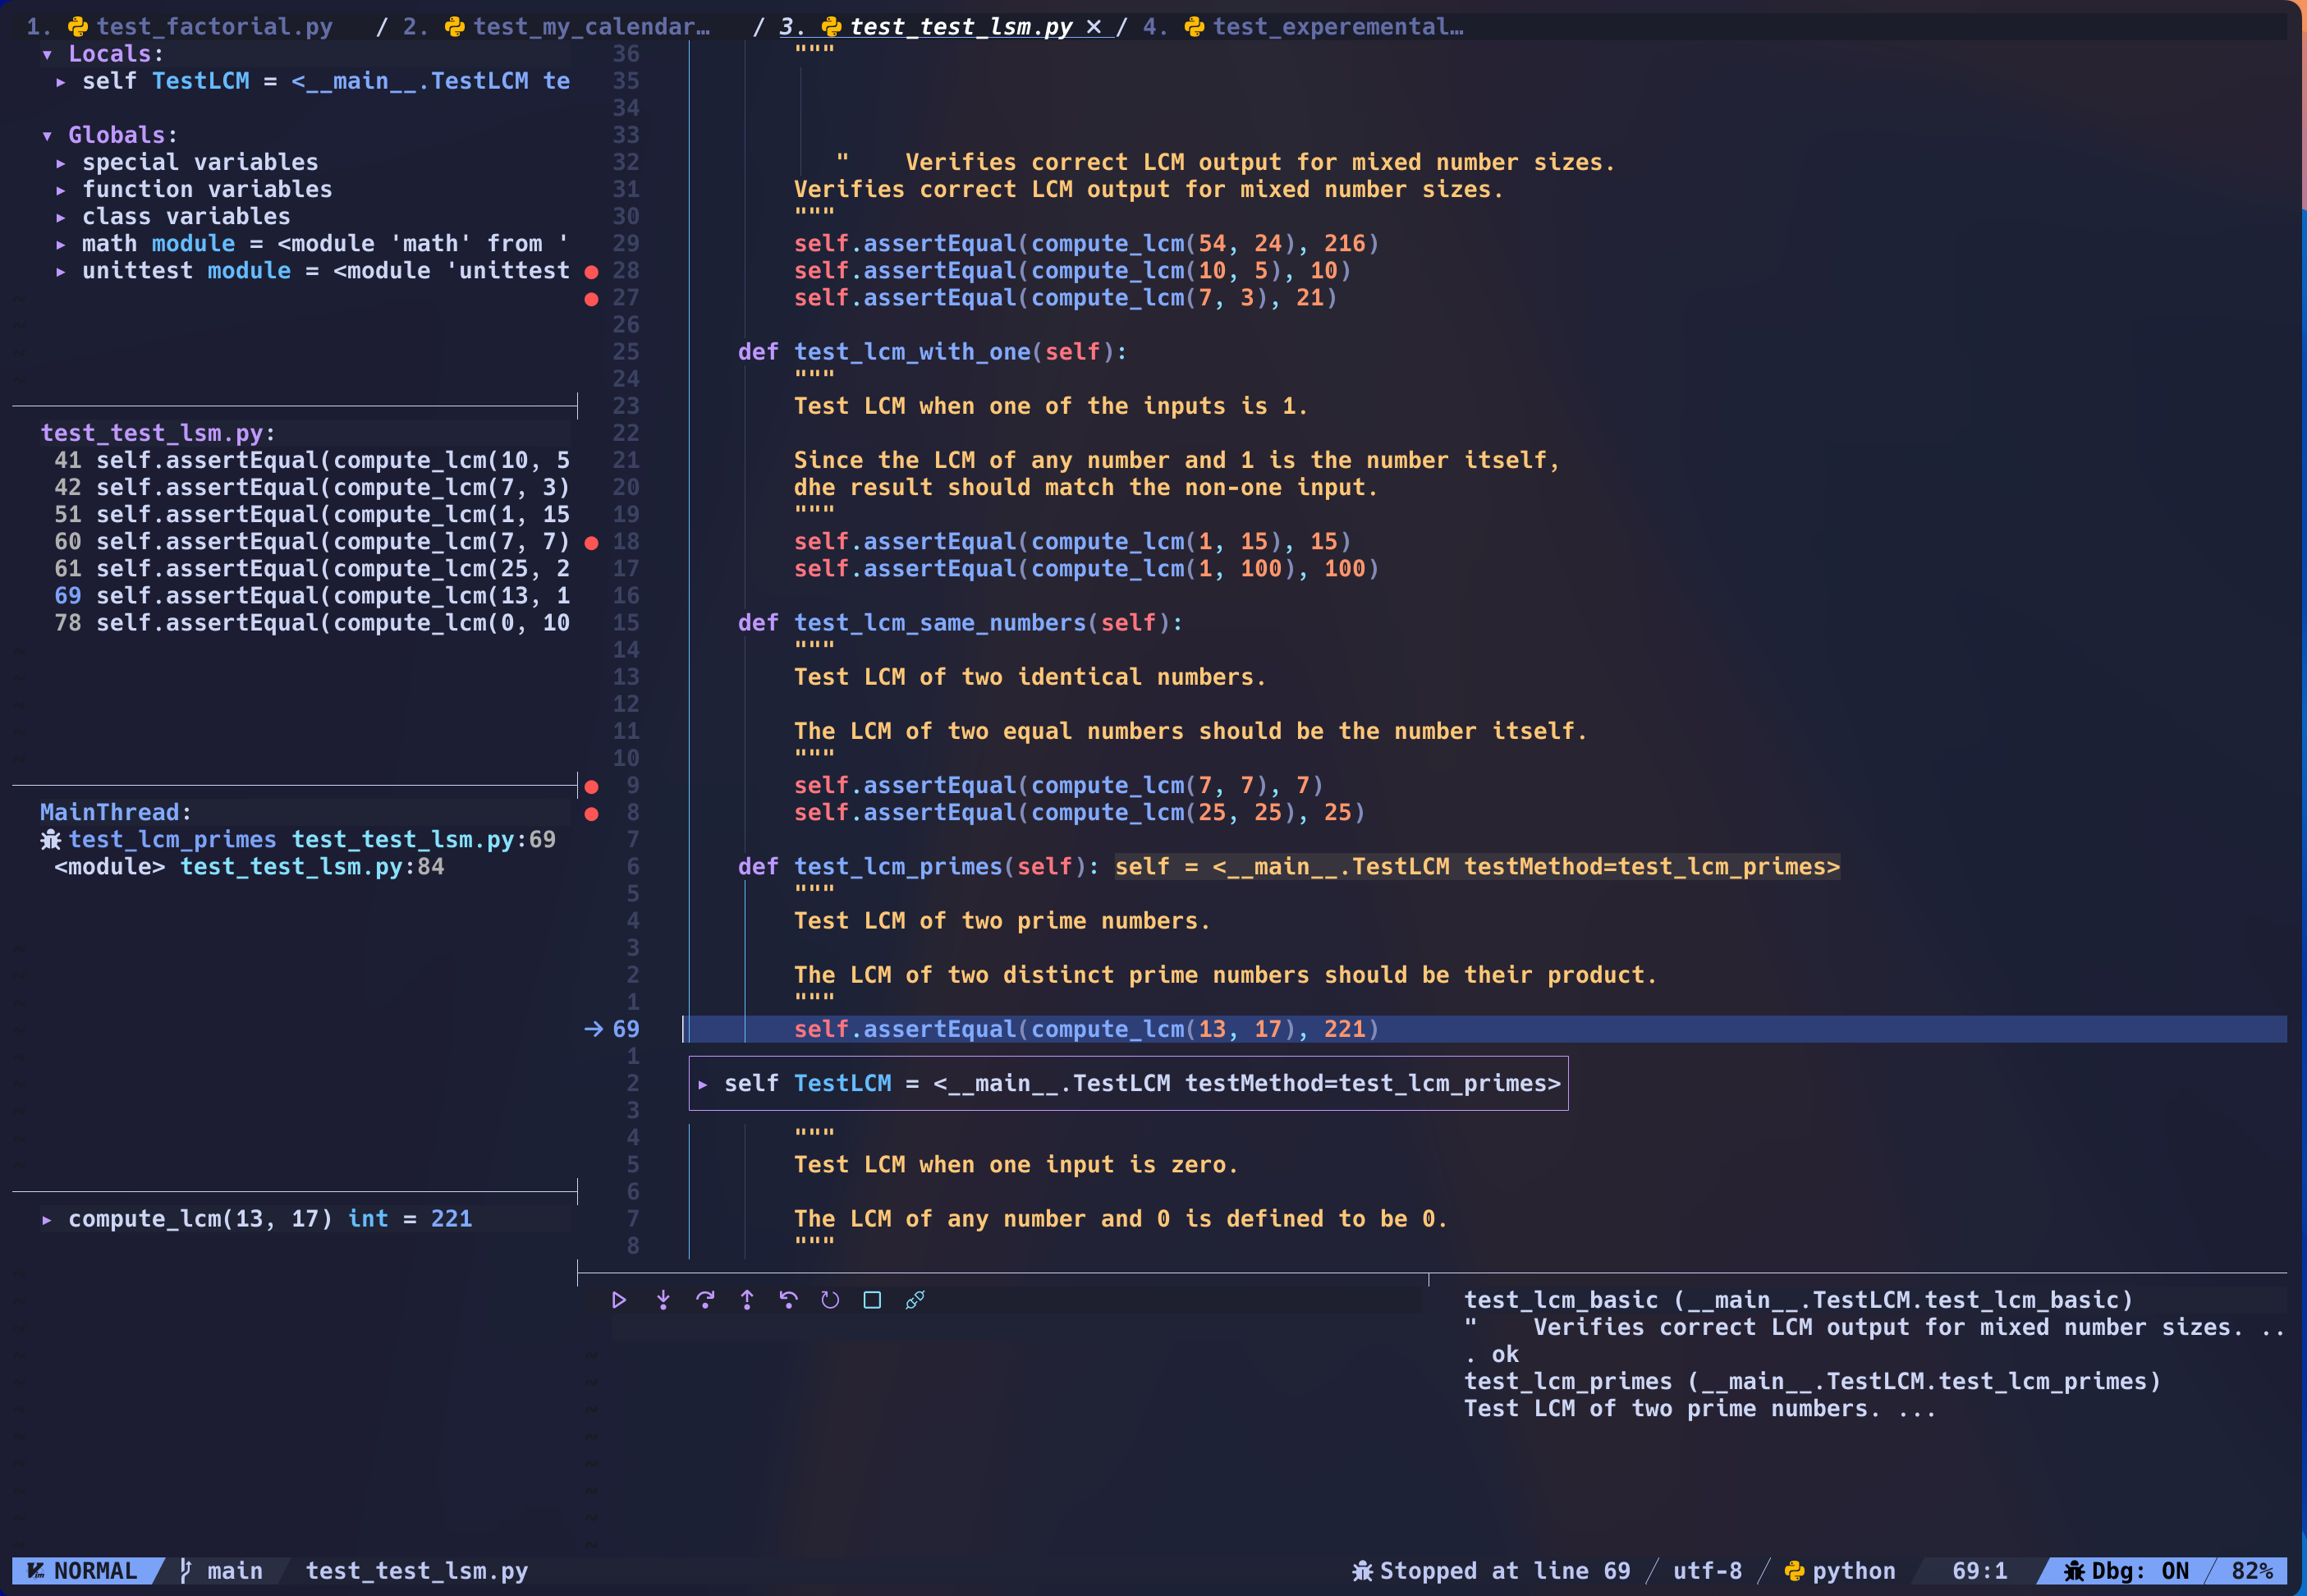 1. test_factorial.py / 2. test_my_calendar… / 3. test_test_lsm.py × / 4. test_experemental…
▾ Locals:
▸ self TestLCM = <__main__.TestLCM te
▾ Globals:
▸ special variables
▸ function variables
▸ class variables
▸ math module = <module 'math' from '
▸ unittest module = <module 'unittest
test_test_lsm.py:
41 self.assertEqual(compute_lcm(10, 5
42 self.assertEqual(compute_lcm(7, 3)
51 self.assertEqual(compute_lcm(1, 15
60 self.assertEqual(compute_lcm(7, 7)
61 self.assertEqual(compute_lcm(25, 2
69 self.assertEqual(compute_lcm(13, 1
78 self.assertEqual(compute_lcm(0, 10
MainThread:
test_lcm_primes test_test_lsm.py:69
<module> test_test_lsm.py:84
▸ compute_lcm(13, 17) int = 221
36 """
35
34
33
32 "    Verifies correct LCM output for mixed number sizes.
31 Verifies correct LCM output for mixed number sizes.
30 """
29 self.assertEqual(compute_lcm(54, 24), 216)
28 self.assertEqual(compute_lcm(10, 5), 10)
27 self.assertEqual(compute_lcm(7, 3), 21)
26
25 def test_lcm_with_one(self):
24 """
23 Test LCM when one of the inputs is 1.
22
21 Since the LCM of any number and 1 is the number itself,
20 dhe result should match the non-one input.
19 """
18 self.assertEqual(compute_lcm(1, 15), 15)
17 self.assertEqual(compute_lcm(1, 100), 100)
16
15 def test_lcm_same_numbers(self):
14 """
13 Test LCM of two identical numbers.
12
11 The LCM of two equal numbers should be the number itself.
10 """
9 self.assertEqual(compute_lcm(7, 7), 7)
8 self.assertEqual(compute_lcm(25, 25), 25)
7
6 def test_lcm_primes(self): self = <__main__.TestLCM testMethod=test_lcm_primes>
5 """
4 Test LCM of two prime numbers.
3
2 The LCM of two distinct prime numbers should be their product.
1 """
→ 69 self.assertEqual(compute_lcm(13, 17), 221)
1
2 ▸ self TestLCM = <__main__.TestLCM testMethod=test_lcm_primes>
3
4 """
5 Test LCM when one input is zero.
6
7 The LCM of any number and 0 is defined to be 0.
8 """
test_lcm_basic (__main__.TestLCM.test_lcm_basic)
"    Verifies correct LCM output for mixed number sizes. ..
. ok
test_lcm_primes (__main__.TestLCM.test_lcm_primes)
Test LCM of two prime numbers. ...
NORMAL main test_test_lsm.py Stopped at line 69 / utf-8 / python 69:1 Dbg: ON / 82%